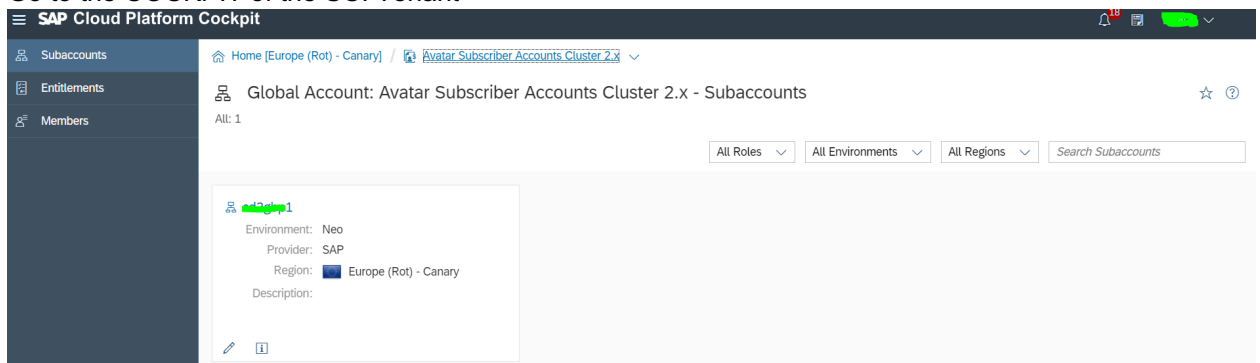 SAP Cloud Platform Cockpit
18
Subaccounts
Home [Europe (Rot) - Canary] / Avatar Subscriber Accounts Cluster 2.x
Entitlements
Global Account: Avatar Subscriber Accounts Cluster 2.x - Subaccounts
Members
All: 1
All Roles
All Environments
All Regions
Search Subaccounts
Environment: Neo
Provider: SAP
Region: Europe (Rot) - Canary
Description: